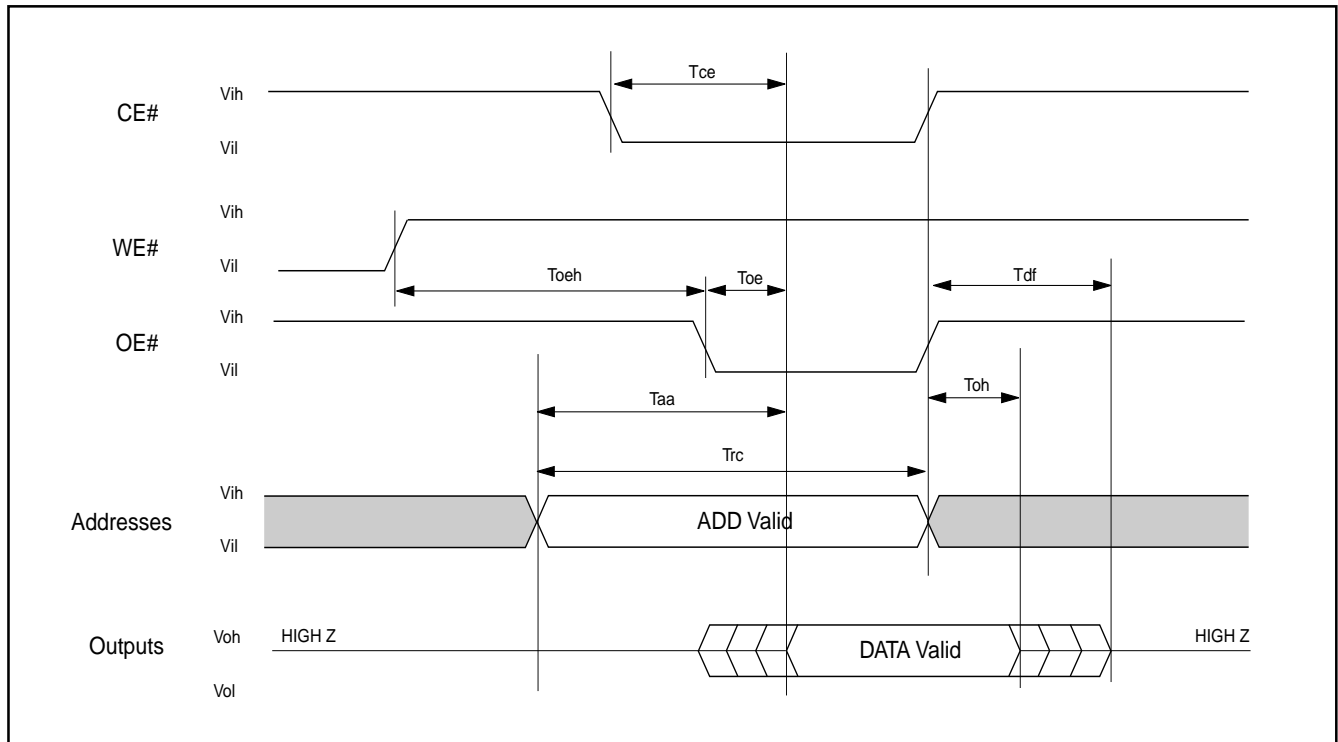 Tce
CE#
Vih
Vil
WE#
Vih
Vil
Toeh
Toe
Tdf
OE#
Vih
Vil
Taa
Toh
Trc
Addresses
Vih
Vil
ADD Valid
Outputs
Voh
Vol
HIGH Z
DATA Valid
HIGH Z